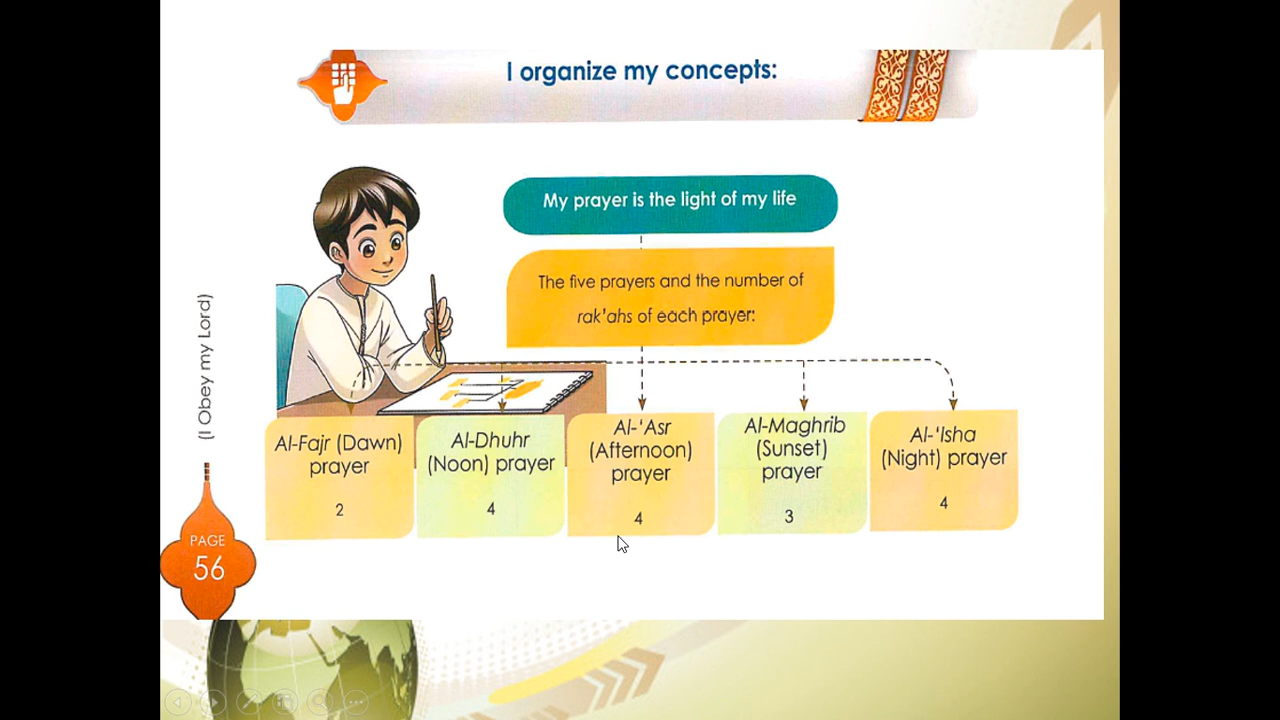 I organize my concepts:
My prayer is the light of my life
The five prayers and the number of
rak'ahs of each prayer:
Al-Fajr (Dawn)
prayer
2
Al-Dhuhr
(Noon) prayer
4
Al-'Asr
(Afternoon)
prayer
4
Al-Maghrib
(Sunset)
prayer
3
Al-'Isha
(Night) prayer
4
(I Obey my Lord)
PAGE
56